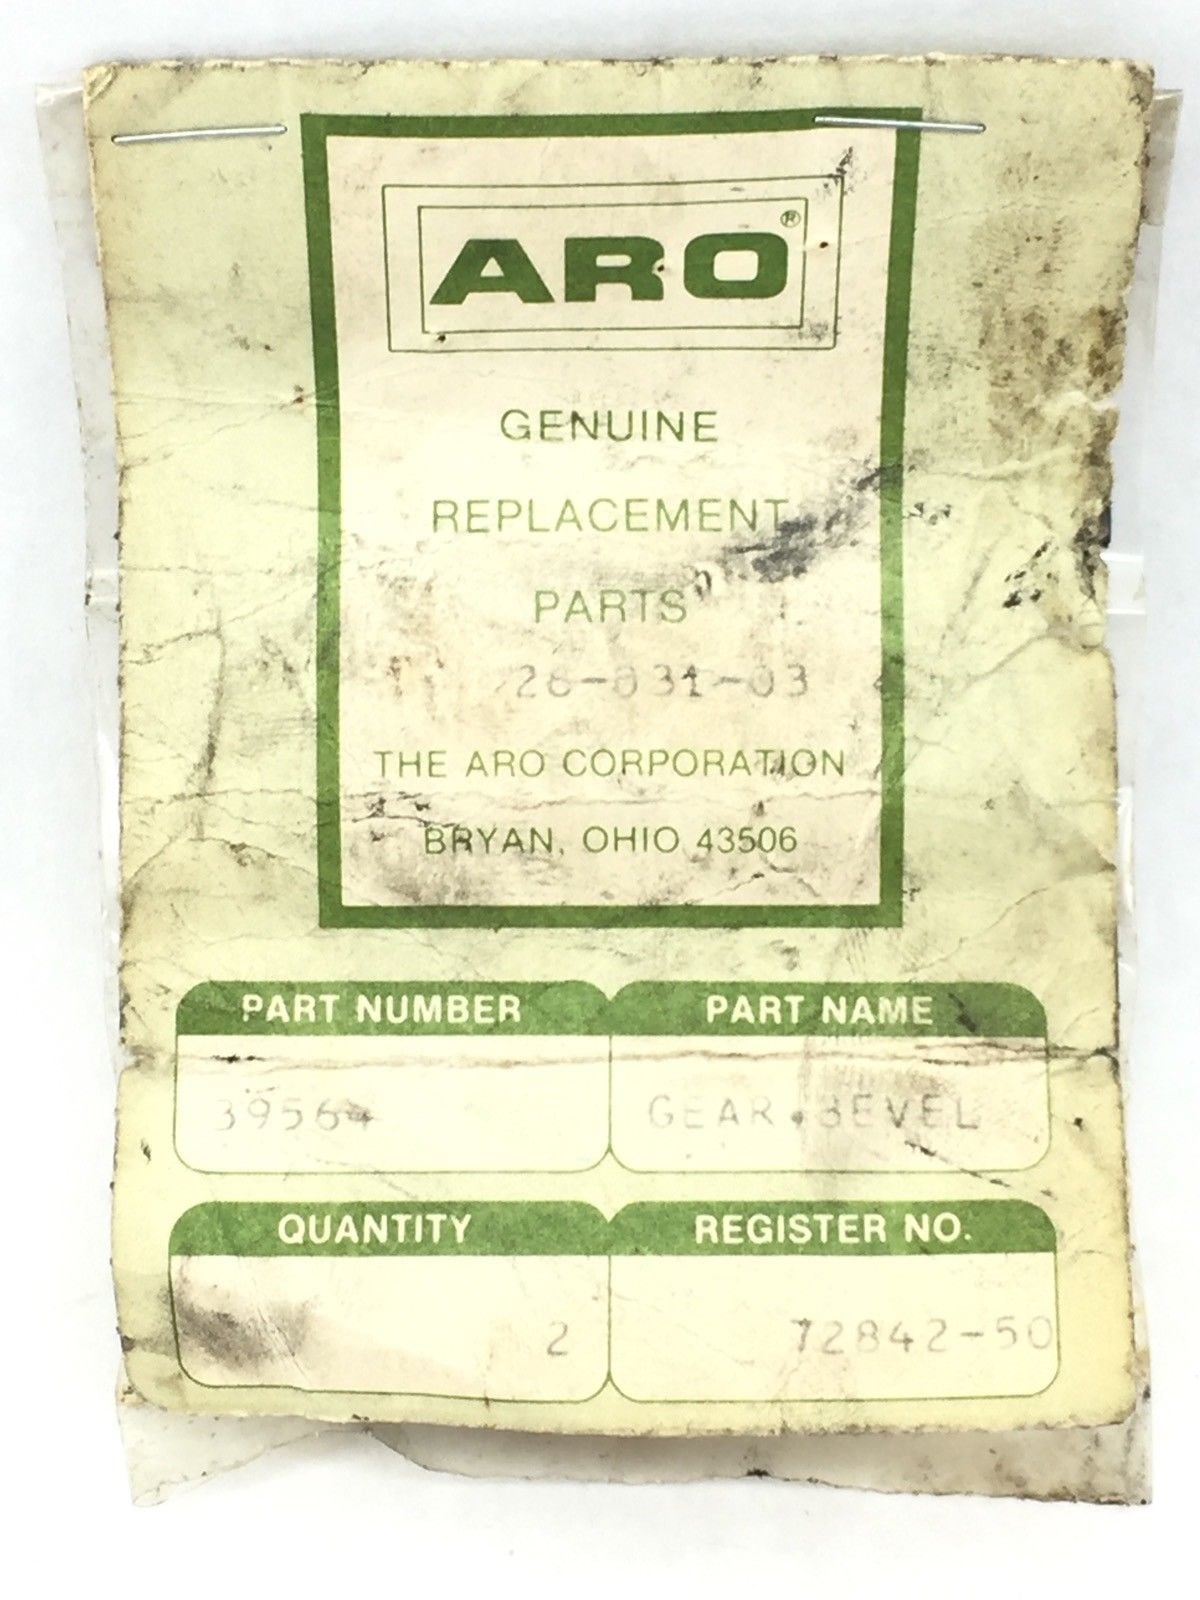 ARO®
GENUINE
REPLACEMENT
PARTS
26-031-03
THE ARO CORPORATION
BRYAN, OHIO 43506
PART NUMBER
PART NAME
39564
GEAR,BEVEL
QUANTITY
REGISTER NO.
2
72842-50